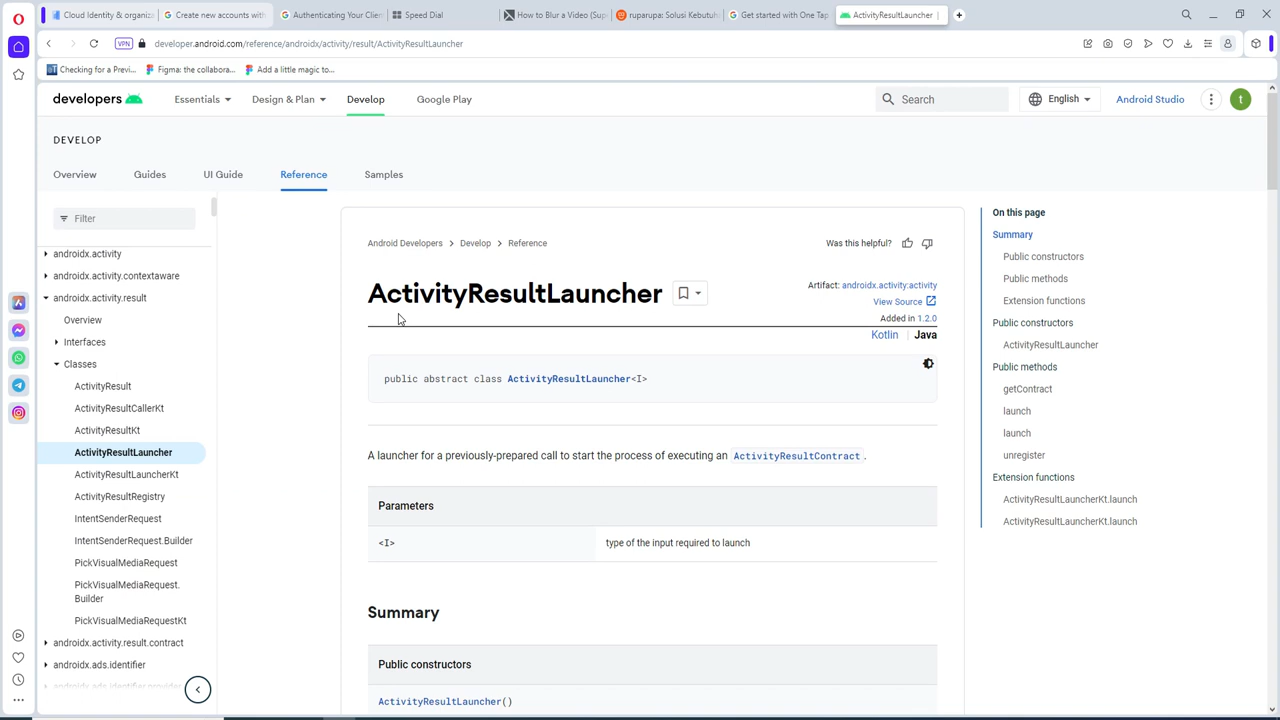 Cloud Identity & organiz
Create new accounts with
Authenticating Your Clien
Speed Dial
How to Blur a Video (Sup
ruparupa: Solusi Kebutuh
Get started with One Tap
ActivityResultLauncher |
VPN
developer.android.com/reference/androidx/activity/result/ActivityResultLauncher
Checking for a Previ...
Figma: the collabora...
Add a little magic to...
developers
Essentials
Design & Plan
Develop
Google Play
Search
English
Android Studio
t
DEVELOP
Overview
Guides
UI Guide
Reference
Samples
Filter
androidx.activity
androidx.activity.contextaware
androidx.activity.result
Overview
Interfaces
Classes
ActivityResult
ActivityResultCallerKt
ActivityResultKt
ActivityResultLauncher
ActivityResultLauncherKt
ActivityResultRegistry
IntentSenderRequest
IntentSenderRequest.Builder
PickVisualMediaRequest
PickVisualMediaRequest.
Builder
PickVisualMediaRequestKt
androidx.activity.result.contract
androidx.ads.identifier
androidx.ads.identifier.provider
Android Developers
Develop
Reference
Was this helpful?
ActivityResultLauncher
Artifact: androidx.activity:activity
View Source
Added in 1.2.0
Kotlin | Java
public abstract class ActivityResultLauncher<I>
A launcher for a previously-prepared call to start the process of executing an ActivityResultContract.
Parameters
<I> type of the input required to launch
Summary
Public constructors
ActivityResultLauncher()
On this page
Summary
Public constructors
Public methods
Extension functions
Public constructors
ActivityResultLauncher
Public methods
getContract
launch
launch
unregister
Extension functions
ActivityResultLauncherKt.launch
ActivityResultLauncherKt.launch